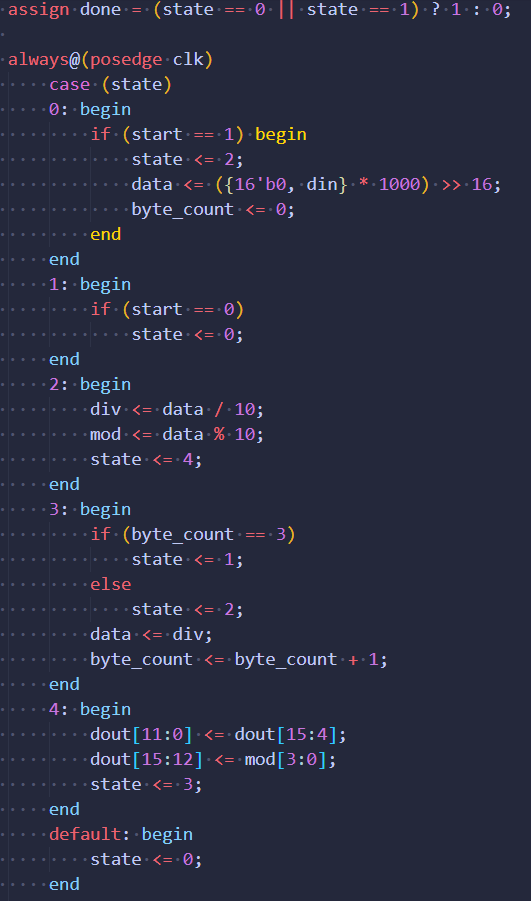 assign done = (state == 0 || state == 1) ? 1 : 0;

always@(posedge clk)
    case (state)
    0: begin
        if (start == 1) begin
            state <= 2;
            data <= ({16'b0, din} * 1000) >> 16;
            byte_count <= 0;
        end
    end
    1: begin
        if (start == 0)
            state <= 0;
    end
    2: begin
        div <= data / 10;
        mod <= data % 10;
        state <= 4;
    end
    3: begin
        if (byte_count == 3)
            state <= 1;
        else
            state <= 2;
        data <= div;
        byte_count <= byte_count + 1;
    end
    4: begin
        dout[11:0] <= dout[15:4];
        dout[15:12] <= mod[3:0];
        state <= 3;
    end
    default: begin
        state <= 0;
    end